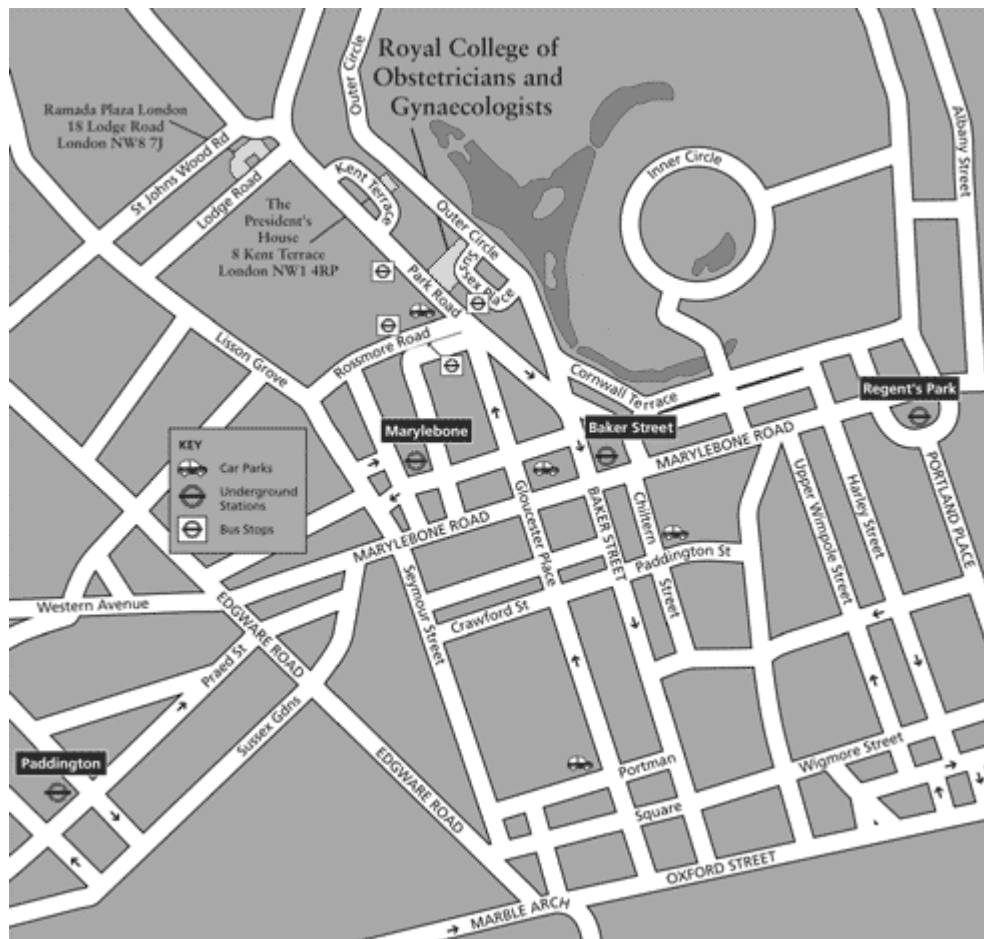 Royal College of
Obstetricians and
Gynaecologists
Outer Circle
Ramada Plaza London
18 Lodge Road
London NW8 7J
St Johns Wood Rd
Lodge Road
Kent Terrace
The
President's
House
8 Kent Terrace
London NW1 4RP
Outer Circle
Sussex Place
Park Road
Inner Circle
Albany Street
Lisson Grove
Rossmore Road
Cornwall Terrace
Regent's Park
Marylebone
Baker Street
MARYLEBONE ROAD
KEY
Car Parks
Underground
Stations
Bus Stops
MARYLEBONE ROAD
Gloucester Place
BAKER STREET
Chiltern
Street
Paddington St
Upper Wimpole Street
Harley Street
PORTLAND PLACE
Western Avenue
EDGWARE ROAD
Seymour Street
Crawford St
Praed St
Sussex Gdns
Paddington
EDGWARE ROAD
Portman
Square
Wigmore Street
OXFORD STREET
MARBLE ARCH